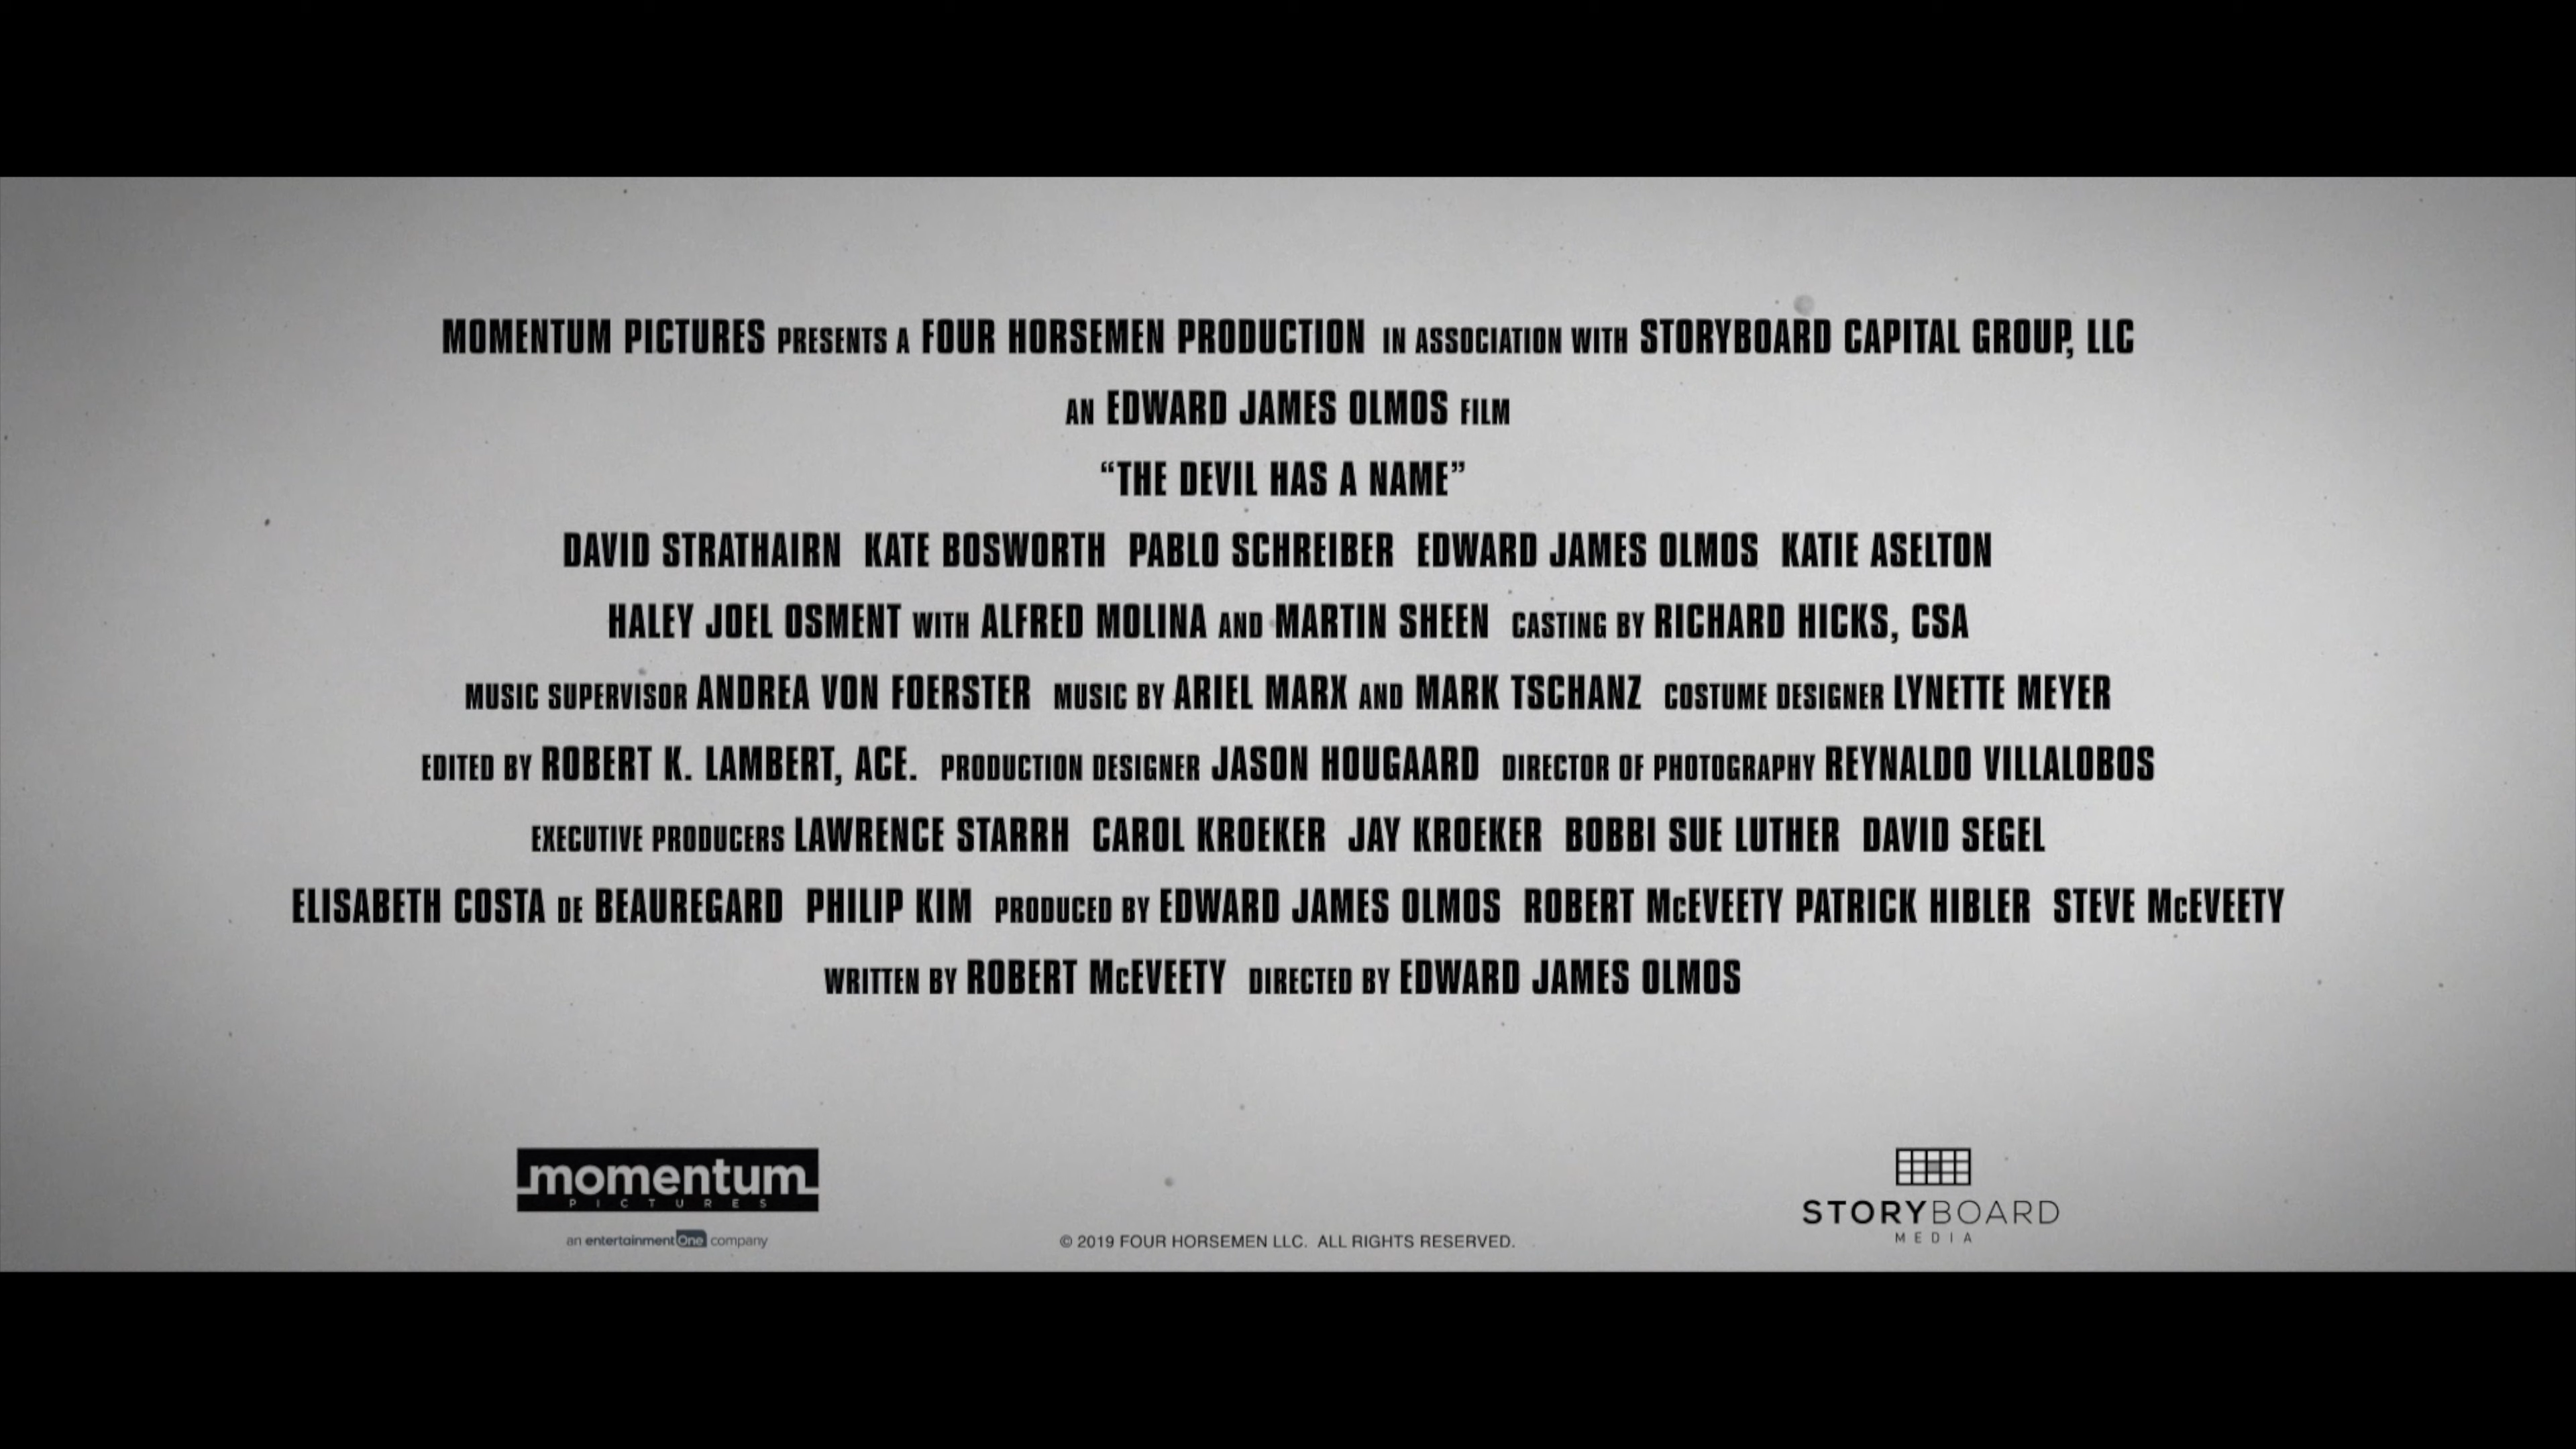 MOMENTUM PICTURES PRESENTS A FOUR HORSEMEN PRODUCTION IN ASSOCIATION WITH STORYBOARD CAPITAL GROUP, LLC
AN EDWARD JAMES OLMOS FILM
“THE DEVIL HAS A NAME”
DAVID STRATHAIRN KATE BOSWORTH PABLO SCHREIBER EDWARD JAMES OLMOS KATIE ASELTON
HALEY JOEL OSMENT WITH ALFRED MOLINA AND MARTIN SHEEN CASTING BY RICHARD HICKS, CSA
MUSIC SUPERVISOR ANDREA VON FOERSTER MUSIC BY ARIEL MARX AND MARK TSCHANZ COSTUME DESIGNER LYNETTE MEYER
EDITED BY ROBERT K. LAMBERT, ACE. PRODUCTION DESIGNER JASON HOUGAARD DIRECTOR OF PHOTOGRAPHY REYNALDO VILLALOBOS
EXECUTIVE PRODUCERS LAWRENCE STARRH CAROL KROEKER JAY KROEKER BOBBI SUE LUTHER DAVID SEGEL
ELISABETH COSTA DE BEAUREGARD PHILIP KIM PRODUCED BY EDWARD JAMES OLMOS ROBERT McEVEETY PATRICK HIBLER STEVE McEVEETY
WRITTEN BY ROBERT McEVEETY DIRECTED BY EDWARD JAMES OLMOS
momentum
PICTURES
an entertainmentOne company
© 2019 FOUR HORSEMEN LLC. ALL RIGHTS RESERVED.
STORYBOARD
MEDIA